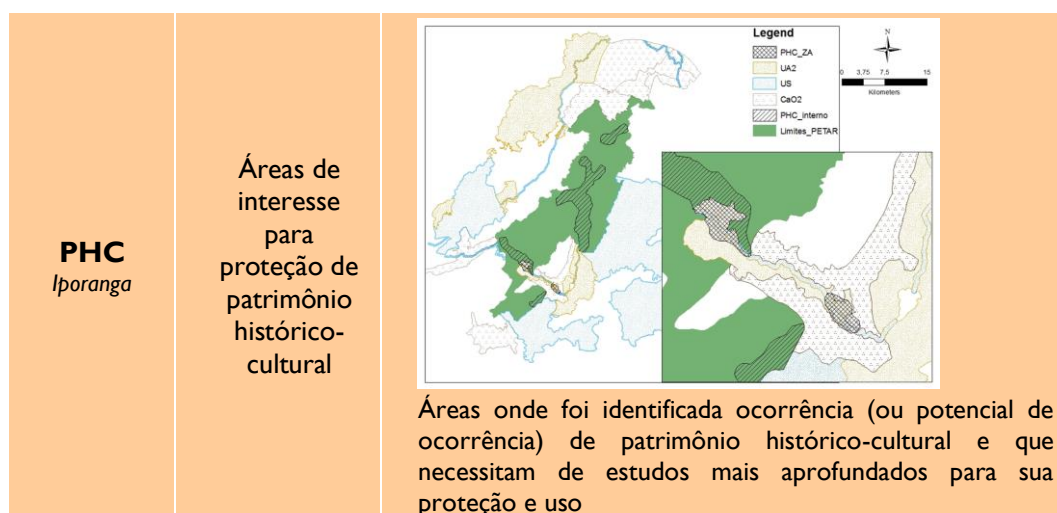 PHC
Iporanga
Áreas de
interesse
para
proteção de
patrimônio
histórico-
cultural
Legend
PHC_ZA
UA2
US
CaO2
PHC_interno
Limites_PETAR
N
0 3,75 7,5 15
Kilometers
Áreas onde foi identificada ocorrência (ou potencial de
ocorrência) de patrimônio histórico-cultural e que
necessitam de estudos mais aprofundados para sua
proteção e uso